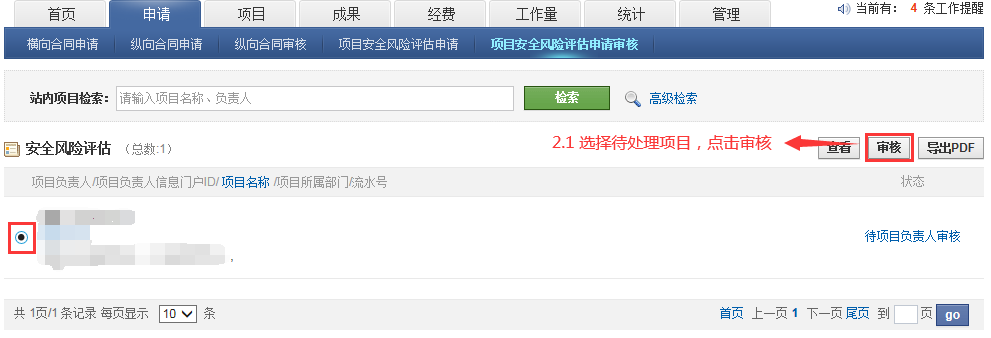 首页 申请 项目 成果 经费 工作量 统计 管理 当前有： 4 条工作提醒
横向合同申请 纵向合同申请 纵向合同审核 项目安全风险评估申请 项目安全风险评估申请审核
站内项目检索： 请输入项目名称、负责人 检索 高级检索
安全风险评估 （总数:1） 2.1 选择待处理项目，点击审核 查看 审核 导出PDF
项目负责人/项目负责人信息门户ID/ 项目名称 /项目所属部门/流水号 状态
， 待项目负责人审核
共 1页/1 条记录 每页显示 10 条 首页 上一页 1 下一页 尾页 到 页 go